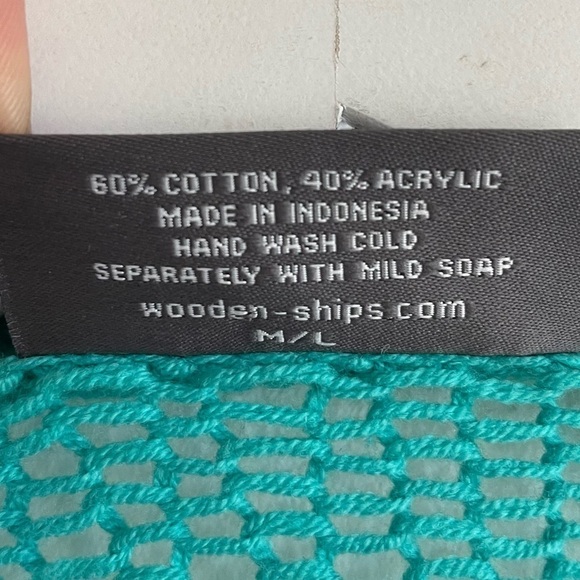 60% COTTON, 40% ACRYLIC
MADE IN INDONESIA
HAND WASH COLD
SEPARATELY WITH MILD SOAP
wooden-ships.com
M/L